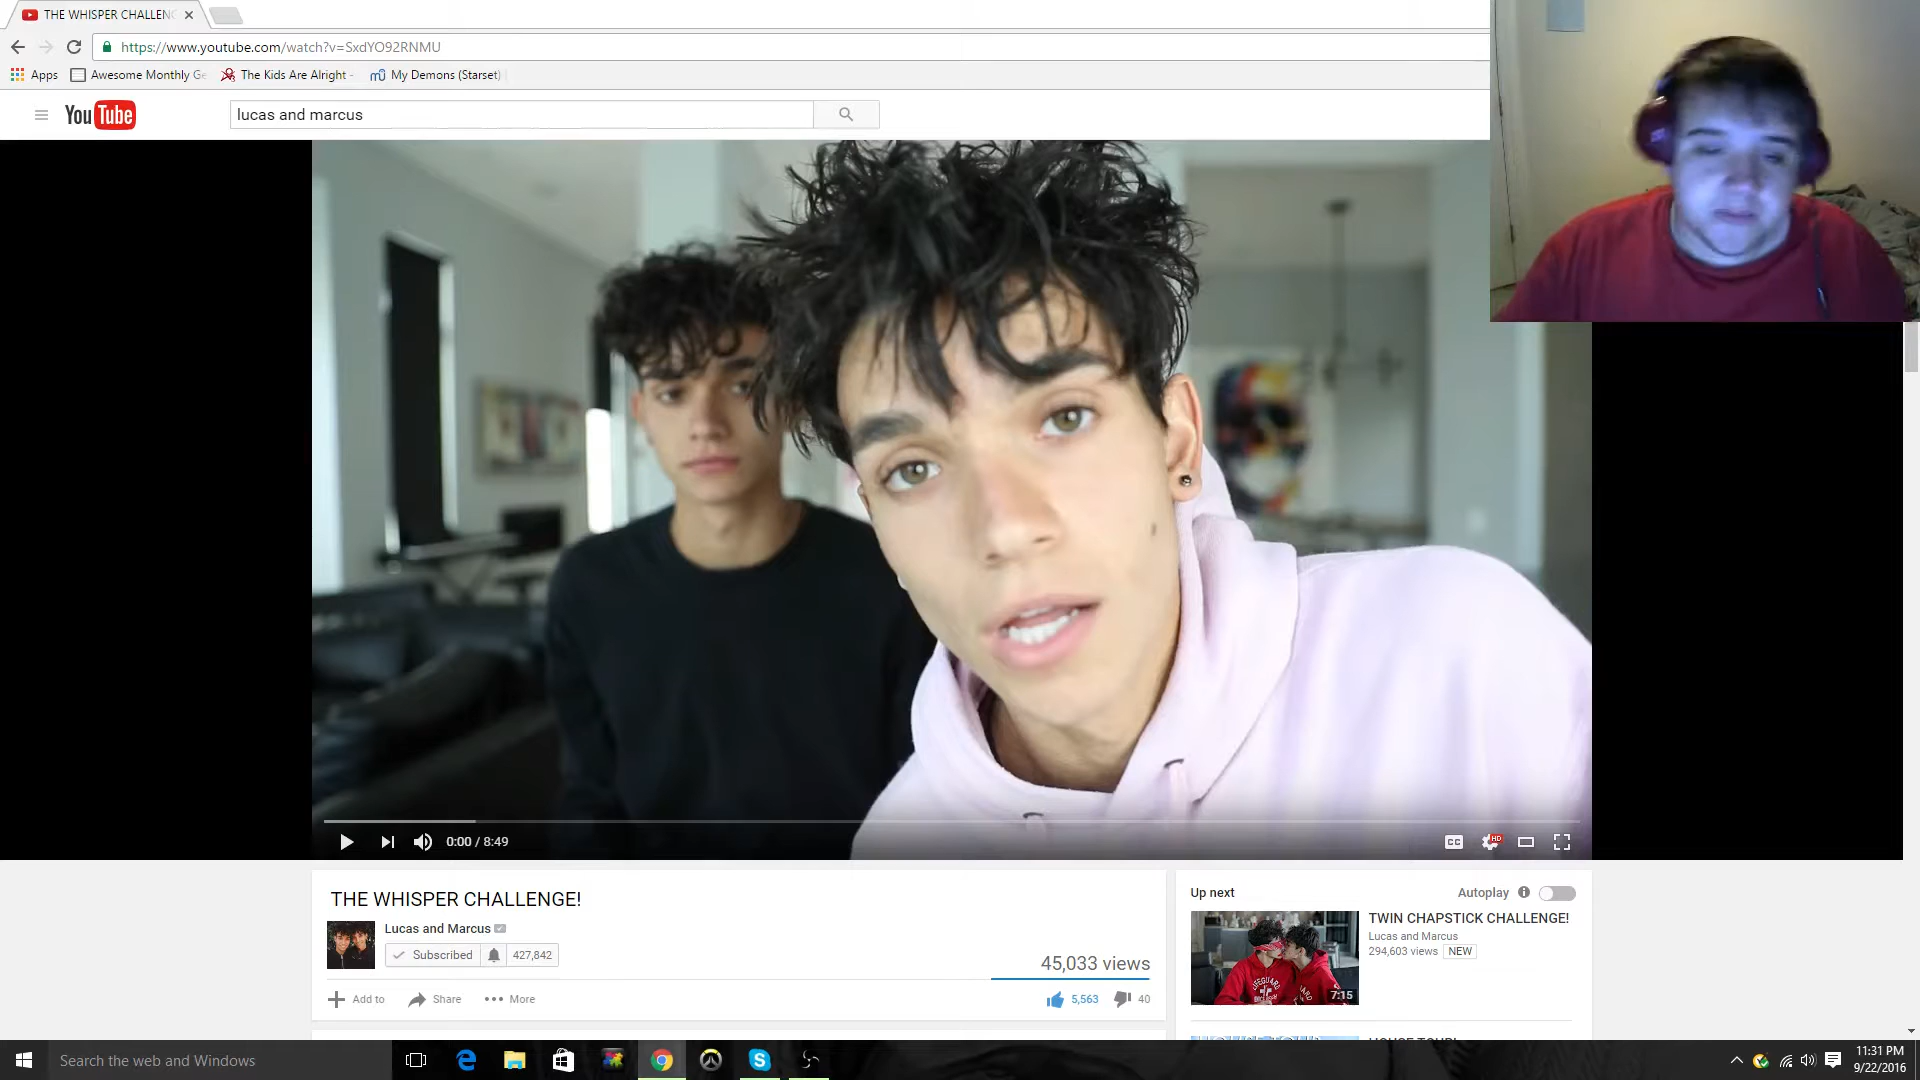 THE WHISPER CHALLENG
https://www.youtube.com/watch?v=SxdYO92RNMU
Apps Awesome Monthly Ge The Kids Are Alright - My Demons (Starset)
YouTube lucas and marcus
0:00 / 8:49 CC HD
THE WHISPER CHALLENGE!
Lucas and Marcus
Subscribed 427,842
45,033 views
Add to Share More 5,563 40
Up next Autoplay
TWIN CHAPSTICK CHALLENGE!
Lucas and Marcus
294,603 views NEW
LIFEGUARD
7:15
Search the web and Windows
11:31 PM
9/22/2016